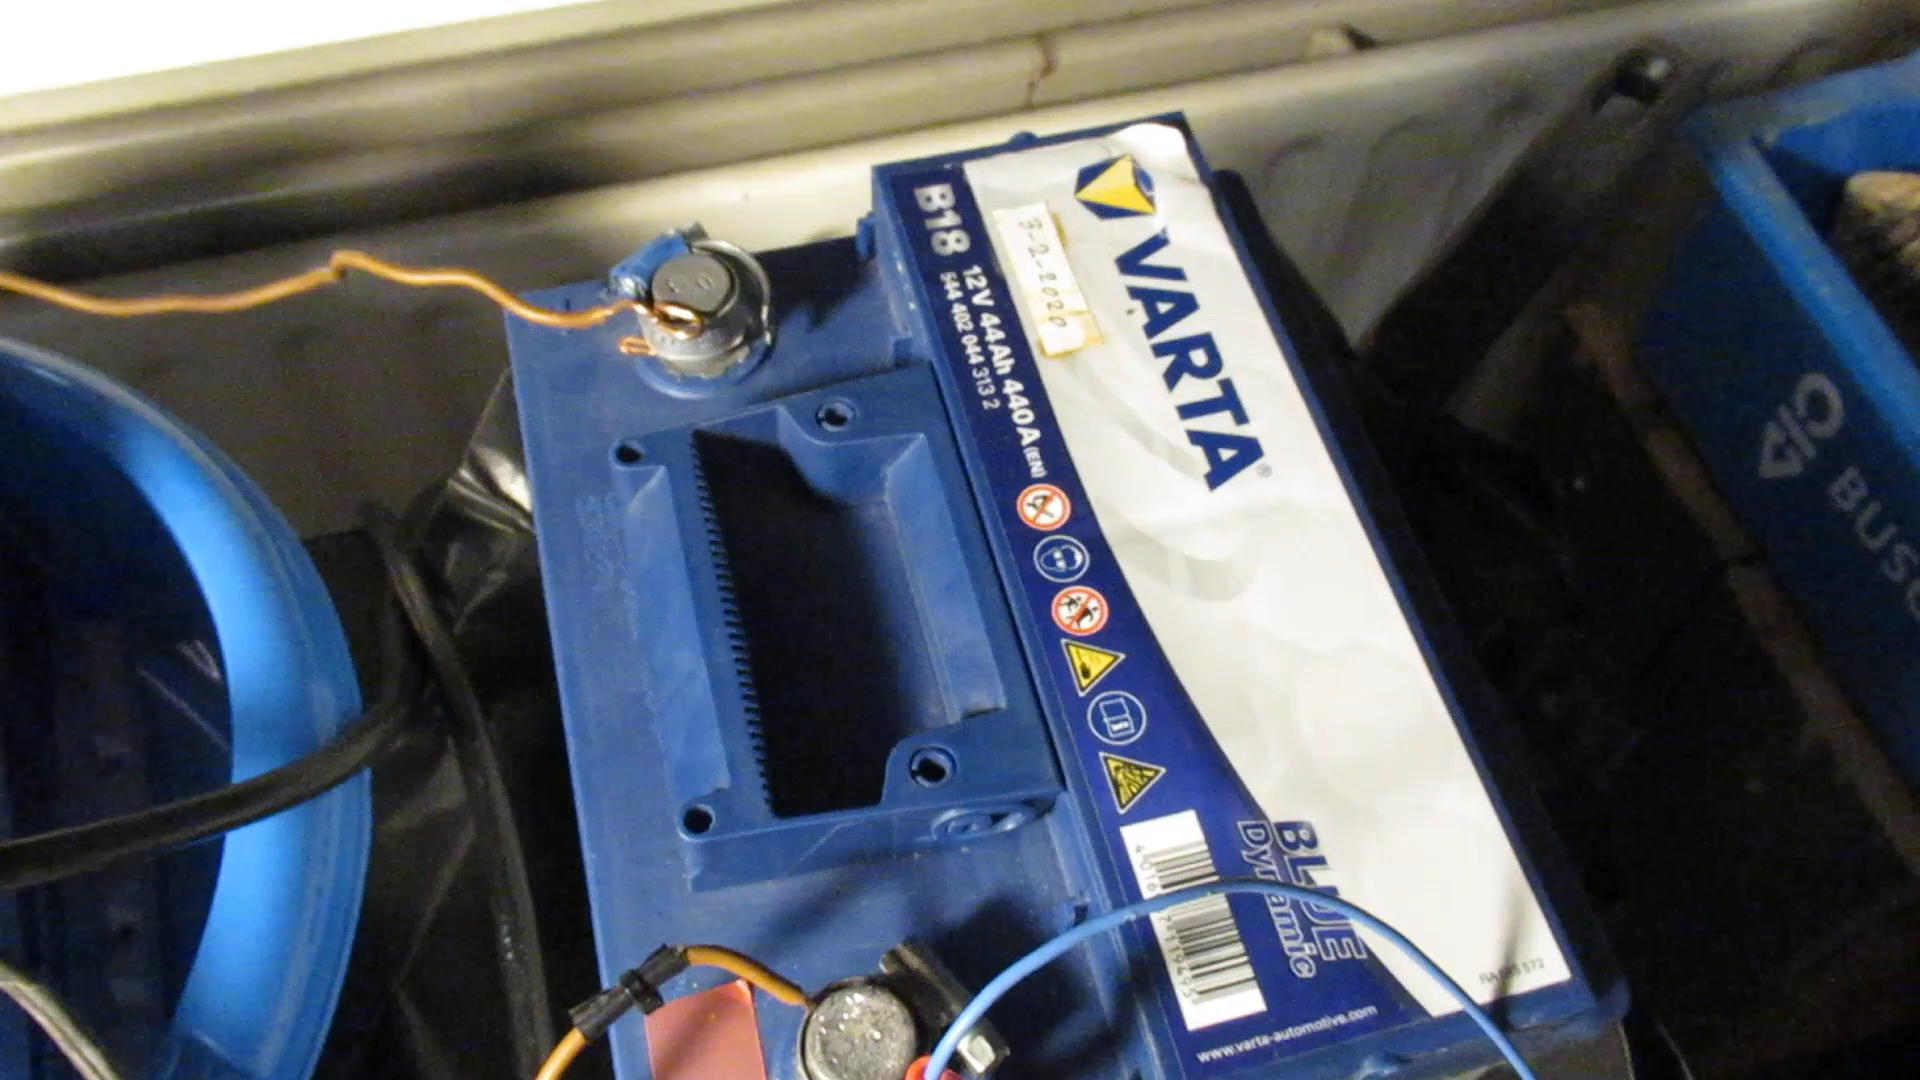 VARTA®
3-2-2020
B18
12V 44Ah 440A(EN)
544 402 044 313 2
BLUE
Dynamic
www.varta-automotive.com